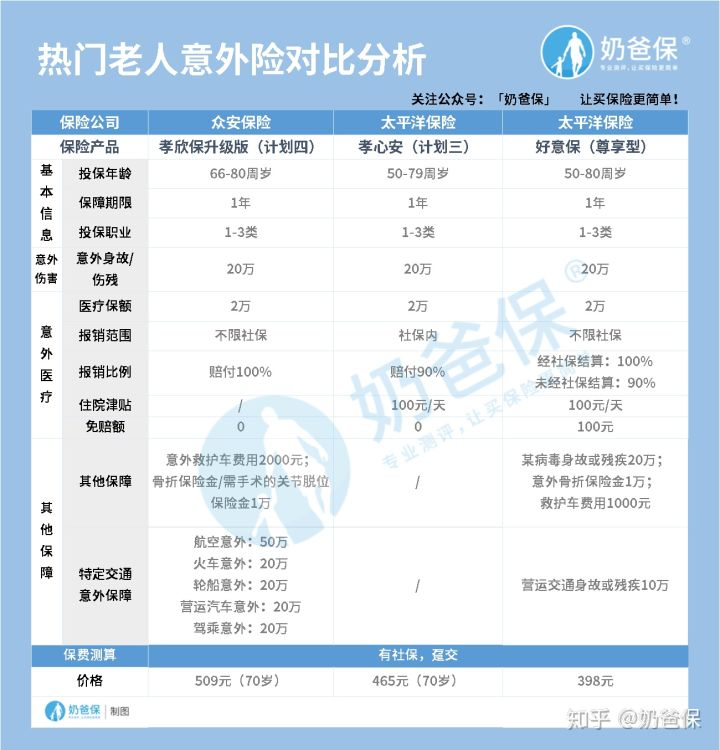 热门老人意外险对比分析
奶爸保®
专业测评,让买保险更简单
关注公众号：「奶爸保」 让买保险更简单！
保险公司 众安保险 太平洋保险 太平洋保险
保险产品 孝欣保升级版（计划四） 孝心安（计划三） 好意保（尊享型）
基本信息
投保年龄 66-80周岁 50-79周岁 50-80周岁
保障期限 1年 1年 1年
投保职业 1-3类 1-3类 1-3类
意外伤害
意外身故/伤残 20万 20万 20万
意外医疗
医疗保额 2万 2万 2万
报销范围 不限社保 社保内 不限社保
报销比例 赔付100% 赔付90% 经社保结算：100%
未经社保结算：90%
住院津贴 / 100元/天 100元/天
免赔额 0 0 100元
其他保障
其他保障
意外救护车费用2000元；
骨折保险金/需手术的关节脱位
保险金1万
/
某病毒身故或残疾20万；
意外骨折保险金1万；
救护车费用1000元
特定交通
意外保障
航空意外：50万
火车意外：20万
轮船意外：20万
营运汽车意外：20万
驾乘意外：20万
/
营运交通身故或残疾10万
保费测算 有社保，趸交
价格 509元（70岁） 465元（70岁） 398元
奶爸保®
专业测评,让买保险更简单
奶爸保 制图
知乎 @奶爸保